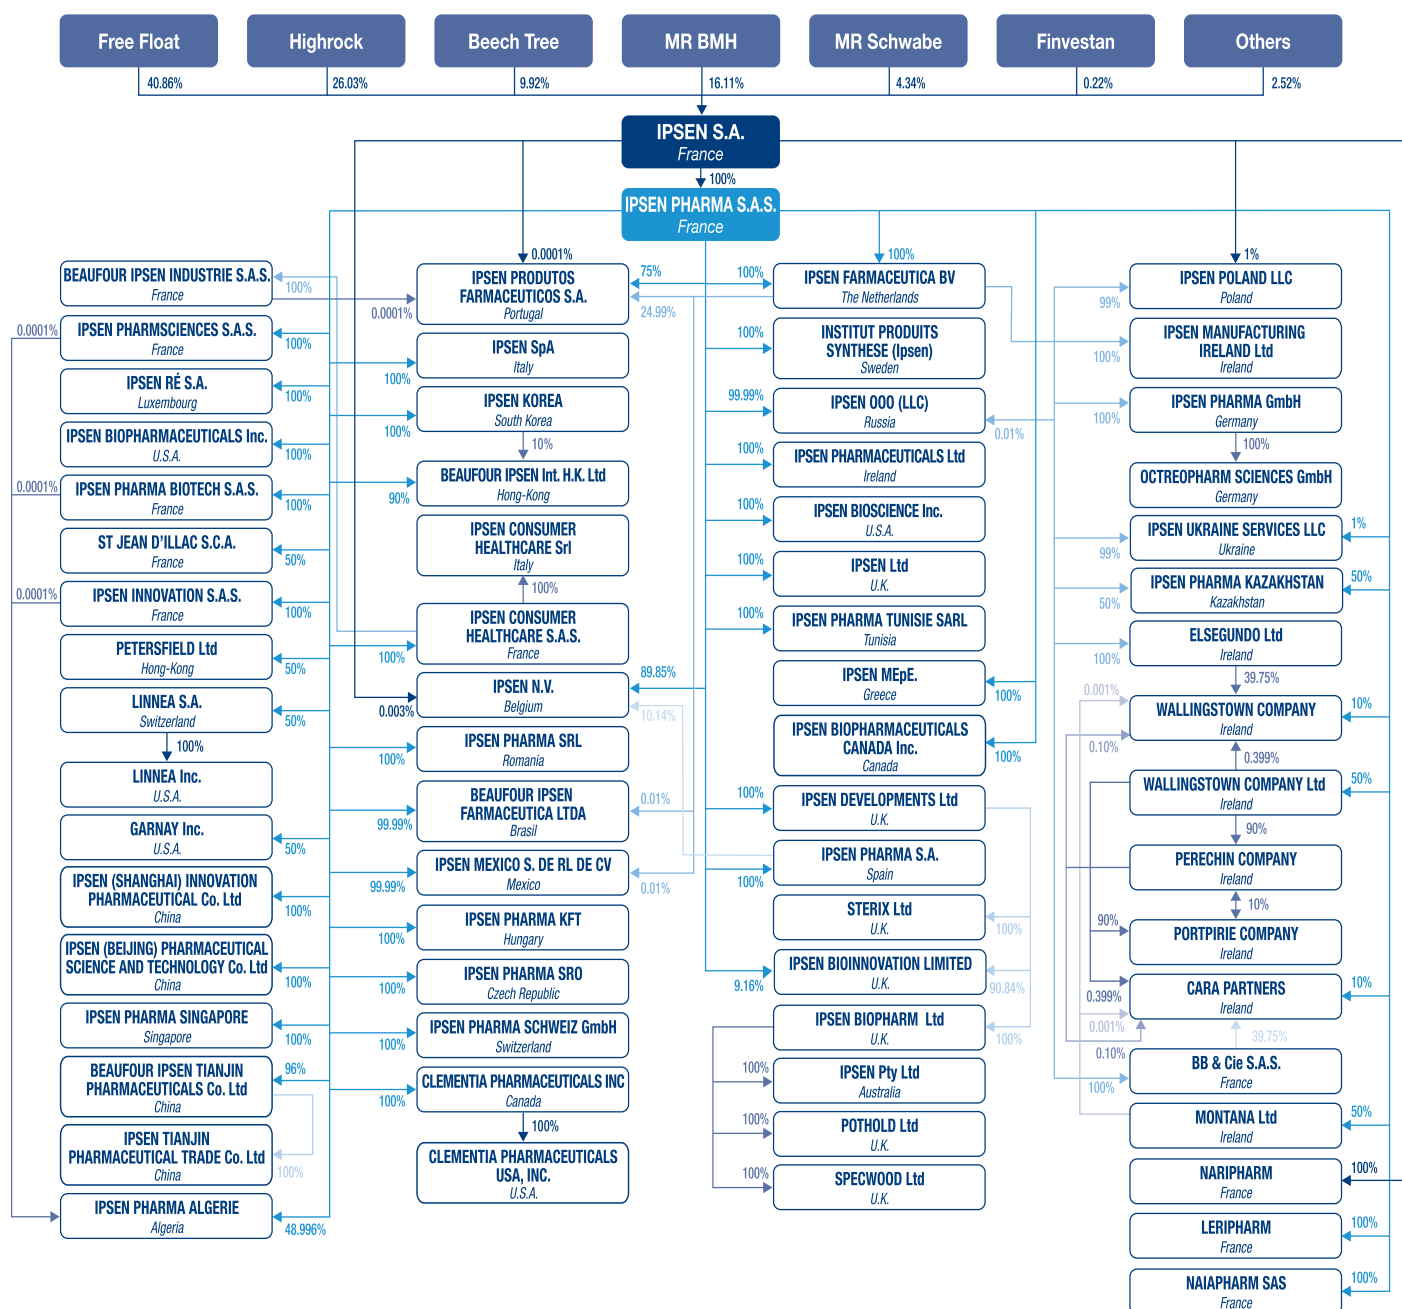 Free Float
Highrock
Beech Tree
MR BMH
MR Schwabe
Finvestan
Others
40.86%
26.03%
9.92%
16.11%
4.34%
0.22%
2.52%
IPSEN S.A.
France
100%
IPSEN PHARMA S.A.S.
France
BEAUFOUR IPSEN INDUSTRIE S.A.S.
France
100%
0.0001%
0.0001%
IPSEN PHARMSCIENCES S.A.S.
France
100%
IPSEN RÉ S.A.
Luxembourg
100%
IPSEN BIOPHARMACEUTICALS Inc.
U.S.A.
100%
0.0001%
IPSEN PHARMA BIOTECH S.A.S.
France
100%
ST JEAN D'ILLAC S.C.A.
France
50%
0.0001%
IPSEN INNOVATION S.A.S.
France
100%
PETERSFIELD Ltd
Hong-Kong
50%
LINNEA S.A.
Switzerland
50%
100%
LINNEA Inc.
U.S.A.
GARNAY Inc.
U.S.A.
50%
IPSEN (SHANGHAI) INNOVATION
PHARMACEUTICAL Co. Ltd
China
100%
IPSEN (BEIJING) PHARMACEUTICAL
SCIENCE AND TECHNOLOGY Co. Ltd
China
100%
IPSEN PHARMA SINGAPORE
Singapore
100%
BEAUFOUR IPSEN TIANJIN
PHARMACEUTICALS Co. Ltd
China
96%
IPSEN TIANJIN
PHARMACEUTICAL TRADE Co. Ltd
China
100%
IPSEN PHARMA ALGERIE
Algeria
48.996%
0.0001%
IPSEN PRODUTOS
FARMACEUTICOS S.A.
Portugal
75%
24.99%
IPSEN SpA
Italy
100%
IPSEN KOREA
South Korea
100%
10%
BEAUFOUR IPSEN Int. H.K. Ltd
Hong-Kong
90%
IPSEN CONSUMER
HEALTHCARE Srl
Italy
100%
IPSEN CONSUMER
HEALTHCARE S.A.S.
France
100%
IPSEN N.V.
Belgium
89.85%
0.003%
10.14%
IPSEN PHARMA SRL
Romania
100%
BEAUFOUR IPSEN
FARMACEUTICA LTDA
Brasil
99.99%
0.01%
IPSEN MEXICO S. DE RL DE CV
Mexico
99.99%
0.01%
IPSEN PHARMA KFT
Hungary
100%
IPSEN PHARMA SRO
Czech Republic
100%
IPSEN PHARMA SCHWEIZ GmbH
Switzerland
100%
CLEMENTIA PHARMACEUTICALS INC
Canada
100%
100%
CLEMENTIA PHARMACEUTICALS
USA, INC.
U.S.A.
100%
100%
IPSEN FARMACEUTICA BV
The Netherlands
100%
INSTITUT PRODUITS
SYNTHESE (Ipsen)
Sweden
99.99%
IPSEN OOO (LLC)
Russia
0.01%
100%
IPSEN PHARMACEUTICALS Ltd
Ireland
100%
IPSEN BIOSCIENCE Inc.
U.S.A.
100%
IPSEN Ltd
U.K.
100%
IPSEN PHARMA TUNISIE SARL
Tunisia
IPSEN MEpE.
Greece
100%
IPSEN BIOPHARMACEUTICALS
CANADA Inc.
Canada
100%
100%
IPSEN DEVELOPMENTS Ltd
U.K.
IPSEN PHARMA S.A.
Spain
100%
STERIX Ltd
U.K.
100%
IPSEN BIOINNOVATION LIMITED
U.K.
9.16%
90.84%
IPSEN BIOPHARM Ltd
U.K.
100%
100%
IPSEN Pty Ltd
Australia
100%
POTHOLD Ltd
U.K.
100%
SPECWOOD Ltd
U.K.
1%
IPSEN POLAND LLC
Poland
99%
IPSEN MANUFACTURING
IRELAND Ltd
Ireland
100%
IPSEN PHARMA GmbH
Germany
100%
100%
OCTREOPHARM SCIENCES GmbH
Germany
IPSEN UKRAINE SERVICES LLC
Ukraine
1%
99%
IPSEN PHARMA KAZAKHSTAN
Kazakhstan
50%
50%
ELSEGUNDO Ltd
Ireland
100%
39.75%
0.001%
WALLINGSTOWN COMPANY
Ireland
10%
0.10%
0.399%
WALLINGSTOWN COMPANY Ltd
Ireland
50%
90%
PERECHIN COMPANY
Ireland
10%
90%
PORTPIRIE COMPANY
Ireland
CARA PARTNERS
Ireland
10%
0.399%
0.001%
39.75%
0.10%
BB & Cie S.A.S.
France
100%
MONTANA Ltd
Ireland
50%
NARIPHARM
France
100%
LERIPHARM
France
100%
NAIAPHARM SAS
France
100%